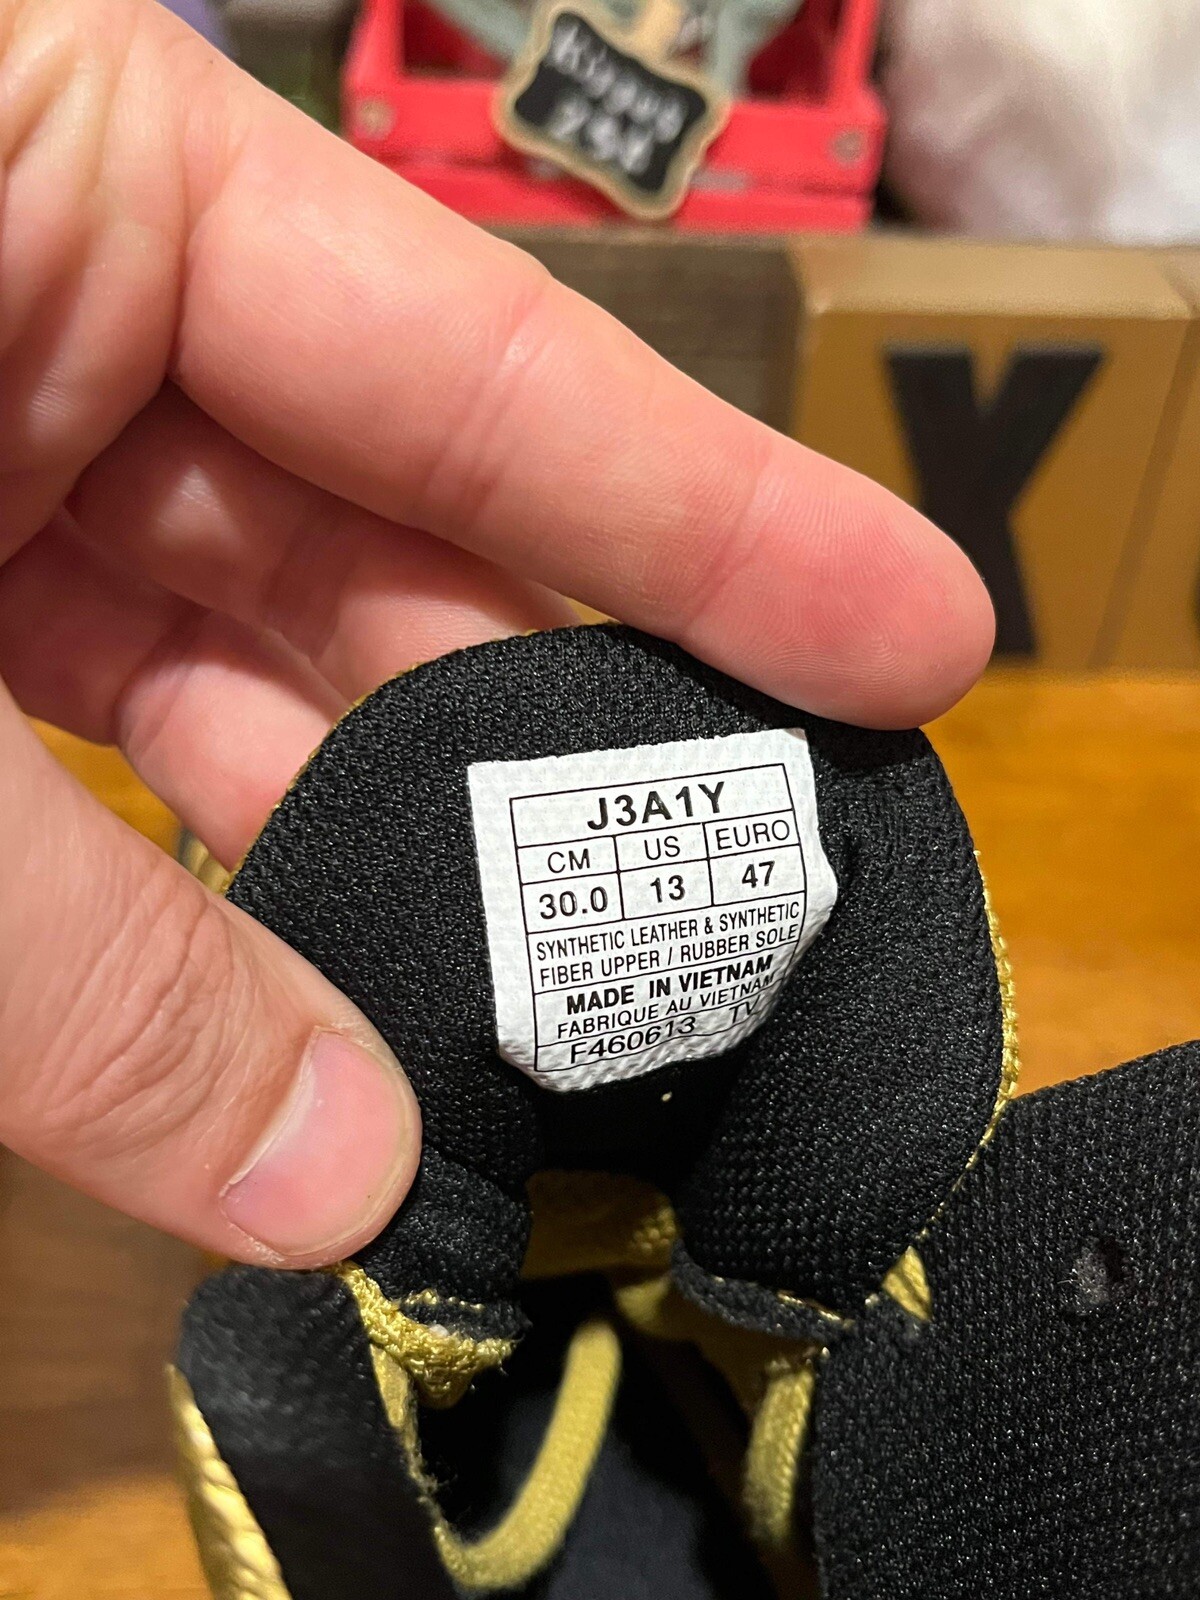 J3A1Y
CM US EURO
30.0 13 47
SYNTHETIC LEATHER & SYNTHETIC
FIBER UPPER / RUBBER SOLE
MADE IN VIETNAM
FABRIQUE AU VIETNAM
F460613 TV
X